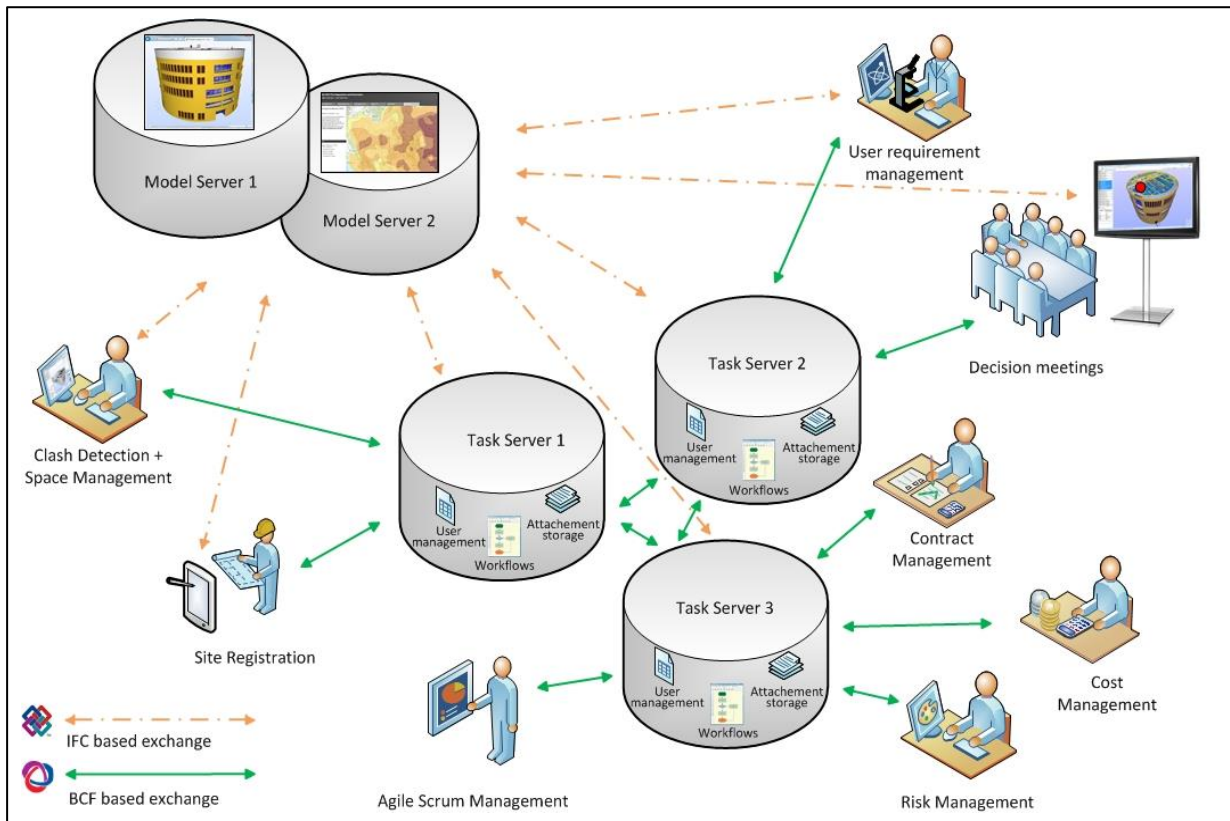 Model Server 1
Model Server 2
User requirement
management
Decision meetings
Clash Detection +
Space Management
Task Server 1
User
management
Attachement
storage
Workflows
Task Server 2
User
management
Attachement
storage
Workflows
Contract
Management
Site Registration
Task Server 3
User
management
Attachement
storage
Workflows
Cost
Management
Agile Scrum Management
Risk Management
IFC based exchange
BCF based exchange